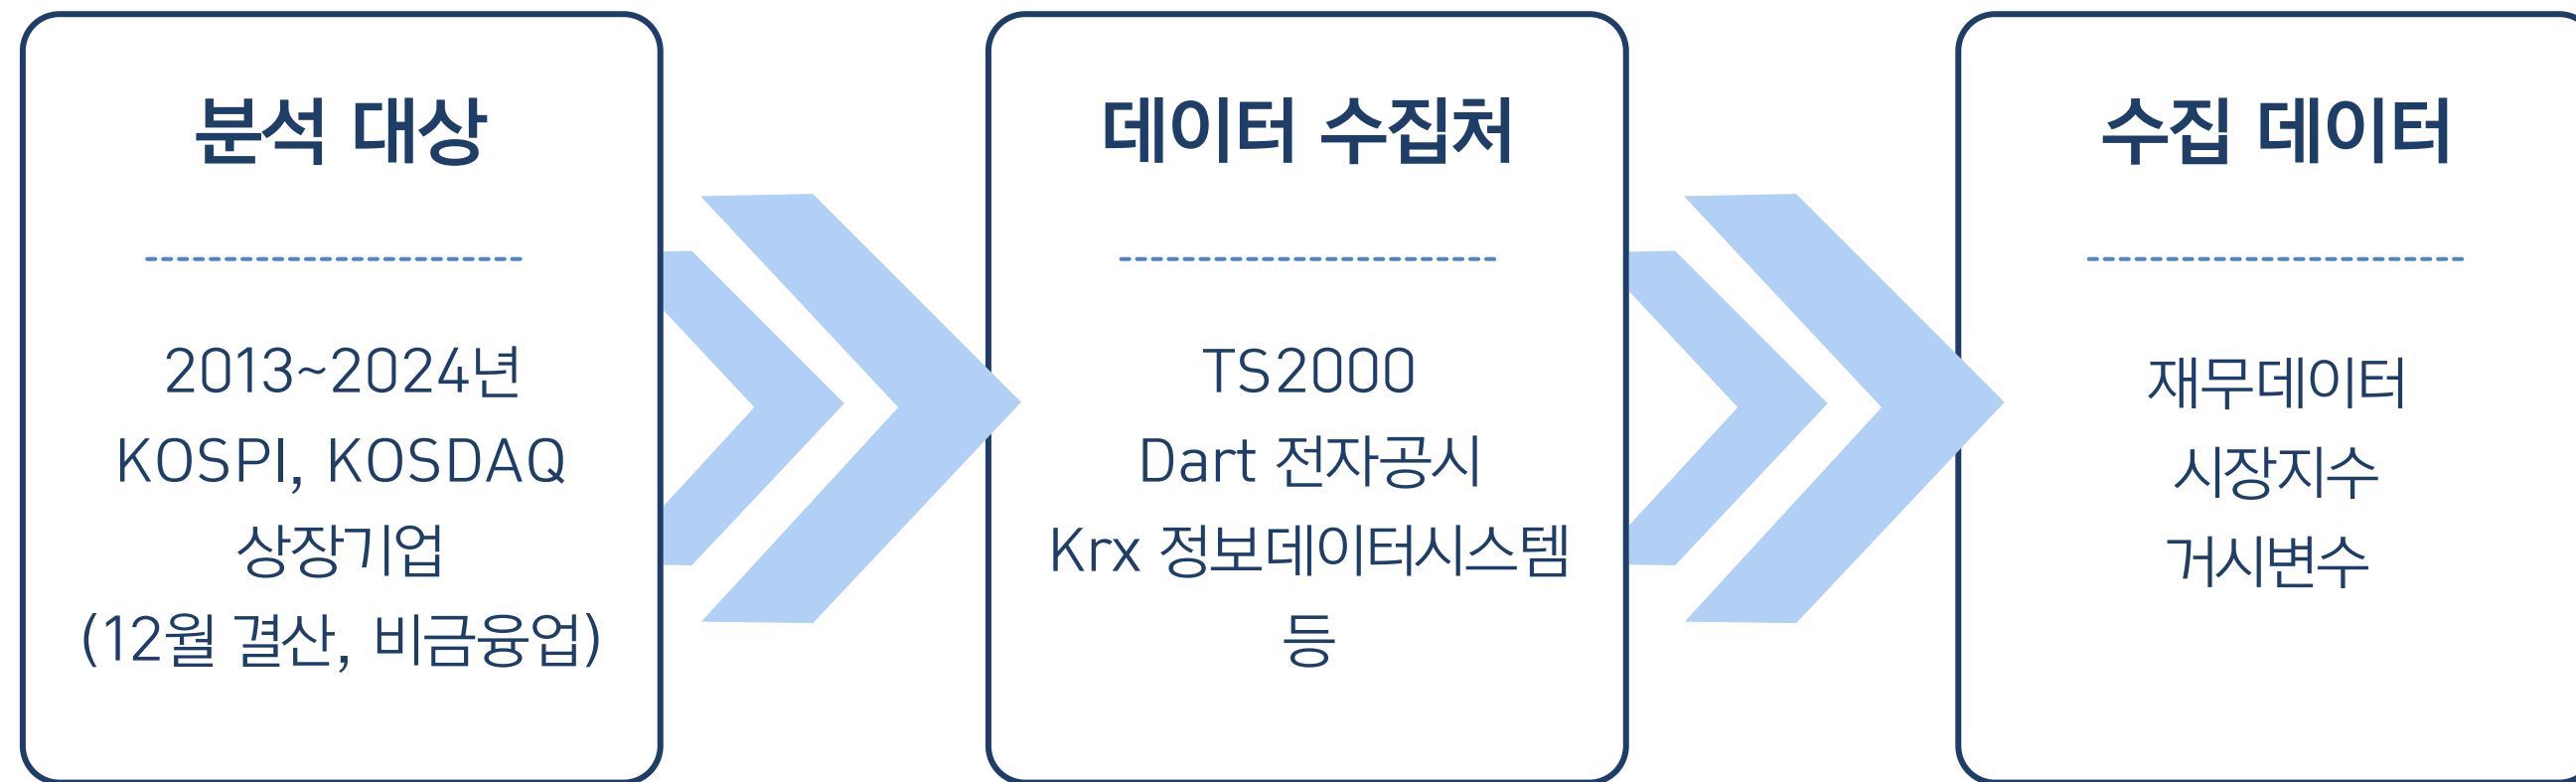 분석 대상
2013~2024년
KOSPI, KOSDAQ
상장기업
(12월 결산, 비금융업)
데이터 수집처
TS2000
Dart 전자공시
Krx 정보데이터시스템
등
수집 데이터
재무데이터
시장지수
거시변수